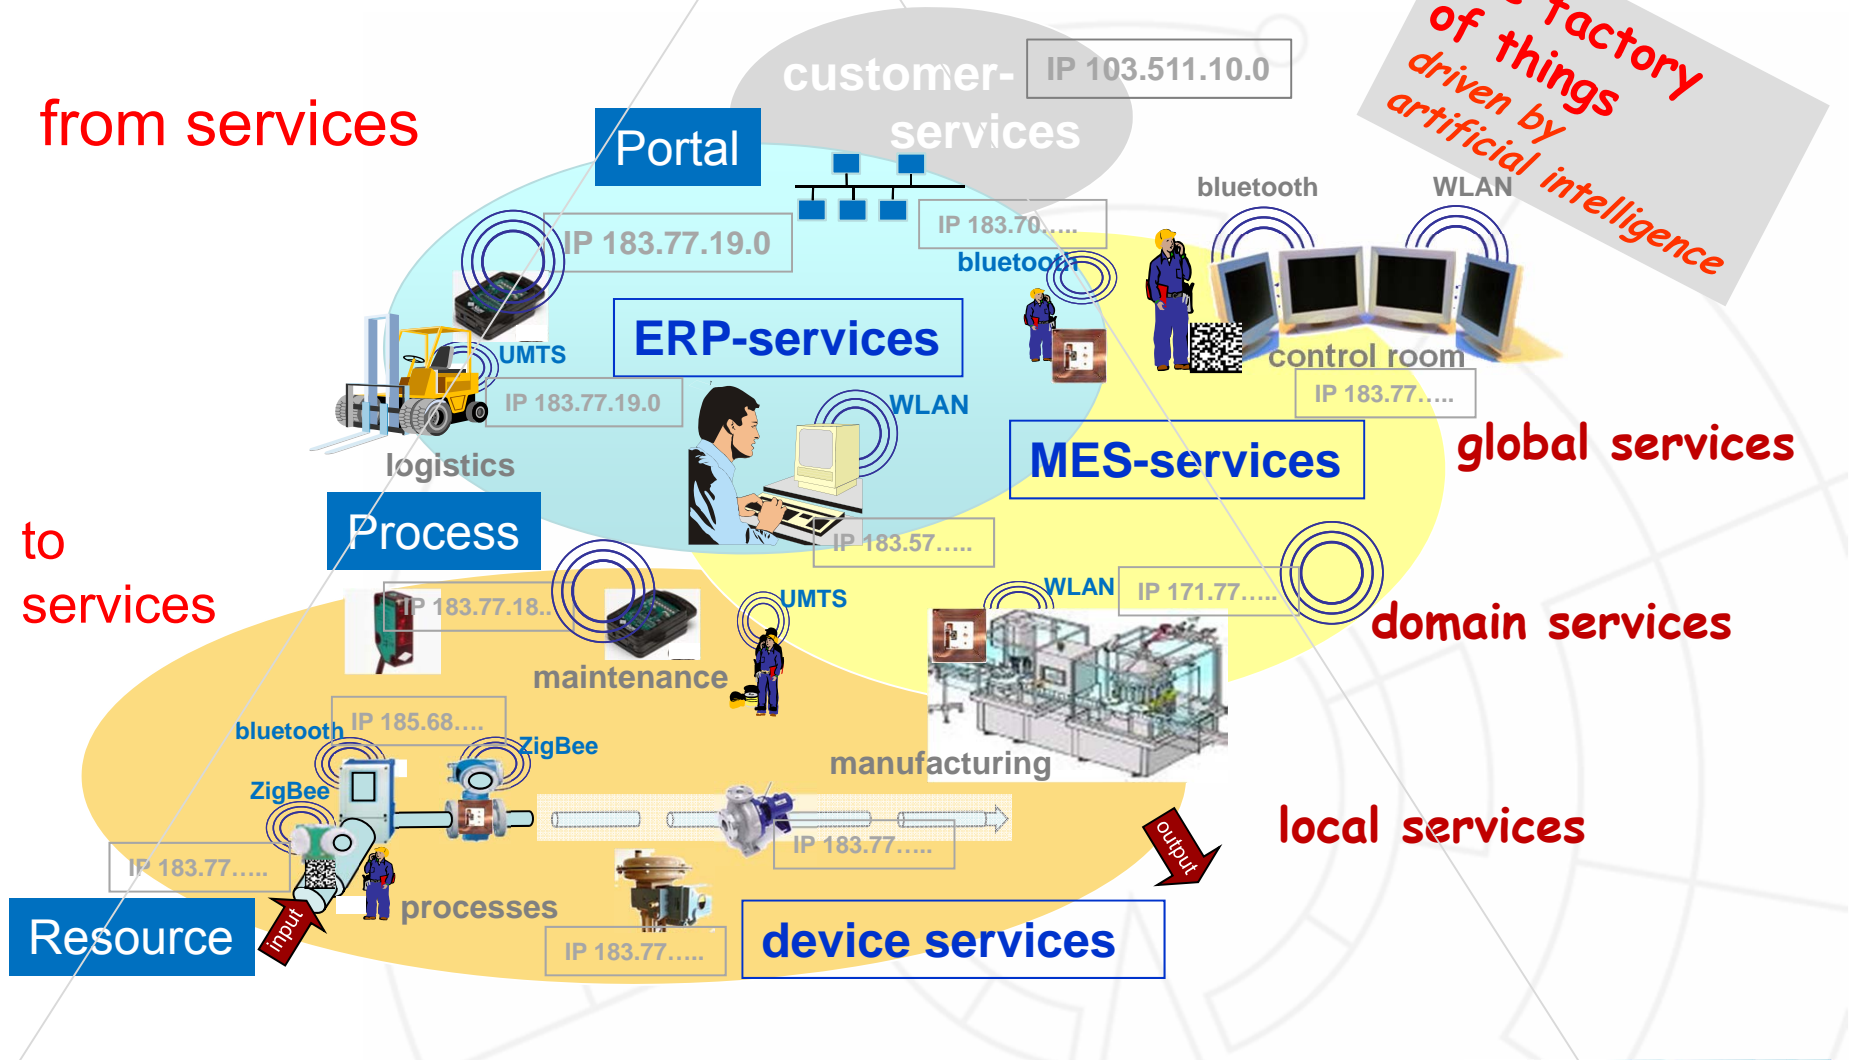 factory
of things
driven by
artificial intelligence
customer-
services
IP 103.511.10.0
from services
Portal
bluetooth
WLAN
IP 183.77.19.0
IP 183.70…..
bluetooth
ERP-services
UMTS
control room
IP 183.77.19.0
WLAN
IP 183.77…..
global services
logistics
MES-services
Process
to
services
IP 183.57…..
IP 183.77.18..
UMTS
WLAN
IP 171.77…..
domain services
maintenance
IP 185.68….
bluetooth
ZigBee
manufacturing
ZigBee
local services
output
IP 183.77…..
IP 183.77…..
processes
input
Resource
IP 183.77…..
device services